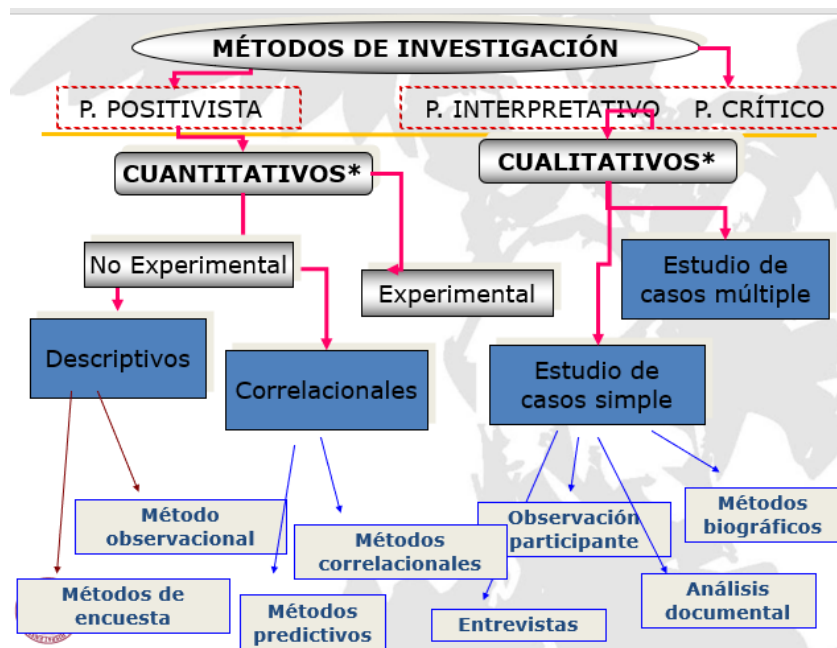 MÉTODOS DE INVESTIGACIÓN
P. POSITIVISTA
P. INTERPRETATIVO P. CRÍTICO
CUANTITATIVOS*
CUALITATIVOS*
No Experimental
Experimental
Estudio de
casos múltiple
Descriptivos
Correlacionales
Estudio de
casos simple
Método
observacional
Métodos
correlacionales
Observación
participante
Métodos
biográficos
Métodos de
encuesta
Métodos
predictivos
Entrevistas
Análisis
documental